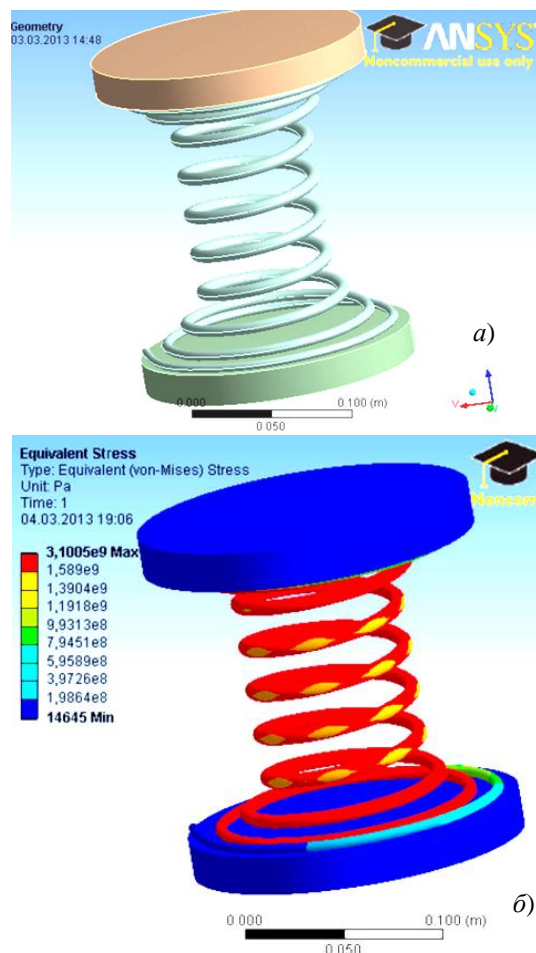 Geometry
03.03.2013 14:48
ANSYS
Noncommercial use only
а)
0.000
0.100 (m)
0.050
Equivalent Stress
Type: Equivalent (von-Mises) Stress
Unit: Pa
Time: 1
04.03.2013 19:06
Noncom
3,1005e9 Max
1,589e9
1,3904e9
1,1918e9
9,9313e8
7,9451e8
5,9589e8
3,9726e8
1,9864e8
14645 Min
б)
0.000
0.100 (m)
0.050